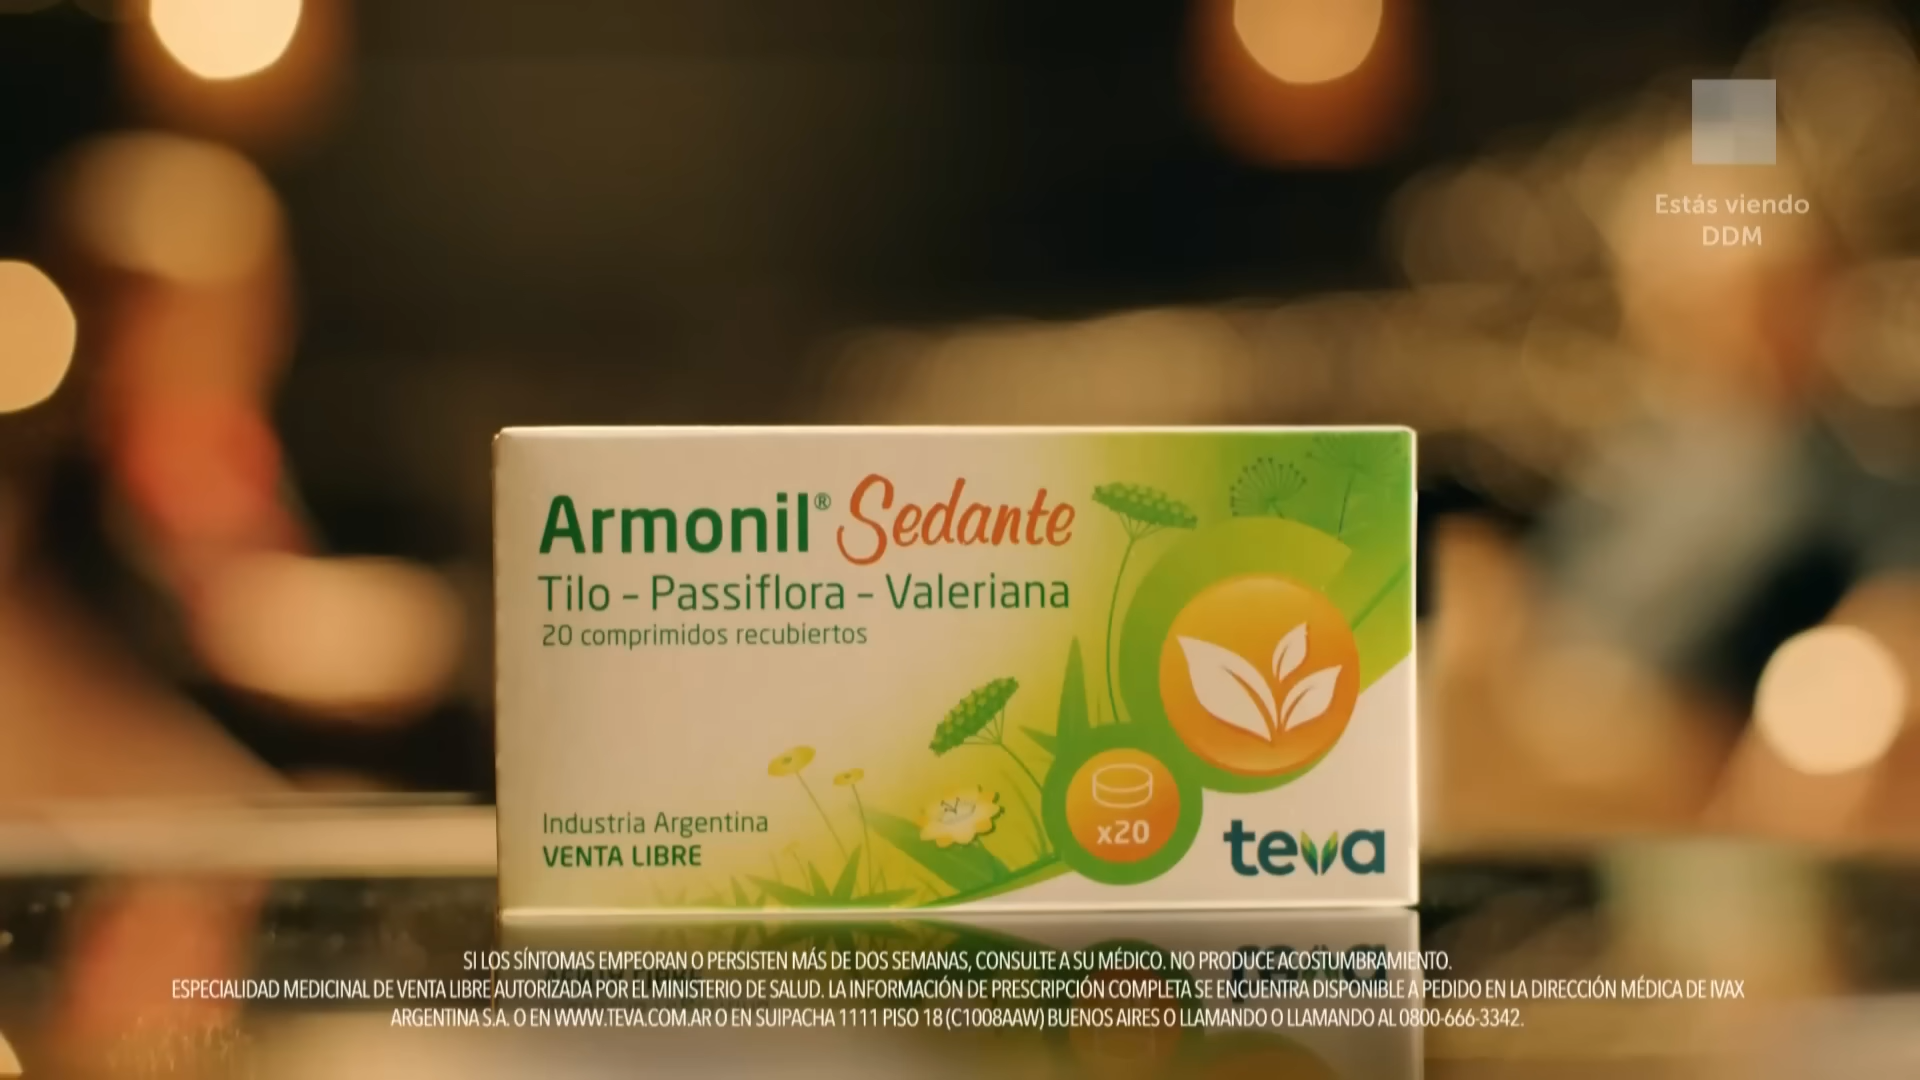 Estás viendo
DDM
Armonil® Sedante
Tilo - Passiflora - Valeriana
20 comprimidos recubiertos
Industria Argentina
VENTA LIBRE
x20
teva
SI LOS SÍNTOMAS EMPEORAN O PERSISTEN MÁS DE DOS SEMANAS, CONSULTE A SU MÉDICO. NO PRODUCE ACOSTUMBRAMIENTO.
ESPECIALIDAD MEDICINAL DE VENTA LIBRE AUTORIZADA POR EL MINISTERIO DE SALUD. LA INFORMACIÓN DE PRESCRIPCIÓN COMPLETA SE ENCUENTRA DISPONIBLE A PEDIDO EN LA DIRECCIÓN MÉDICA DE IVAX
ARGENTINA S.A. O EN WWW.TEVA.COM.AR O EN SUIPACHA 1111 PISO 18 (C1008AAW) BUENOS AIRES O LLAMANDO O LLAMANDO AL 0800-666-3342.